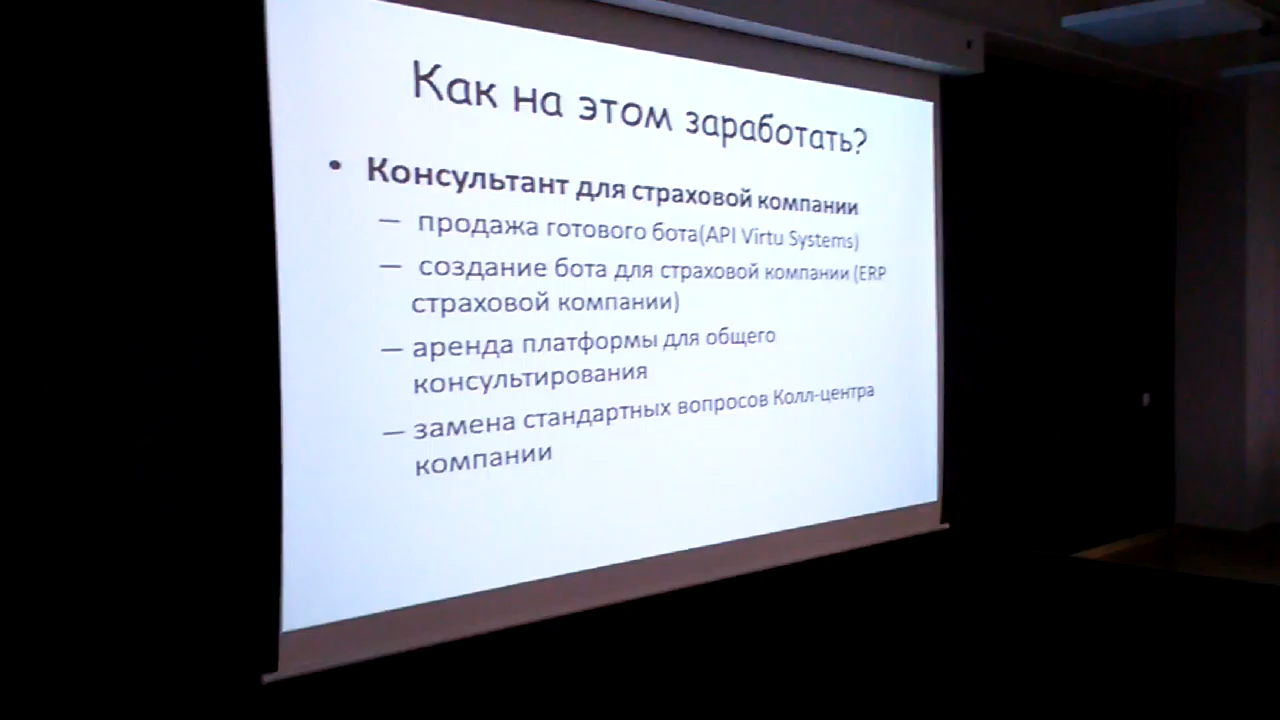 Как на этом заработать?
• Консультант для страховой компании
— продажа готового бота(API Virtu Systems)
— создание бота для страховой компании (ERP
страховой компании)
— аренда платформы для общего
консультирования
— замена стандартных вопросов Колл-центра
компании